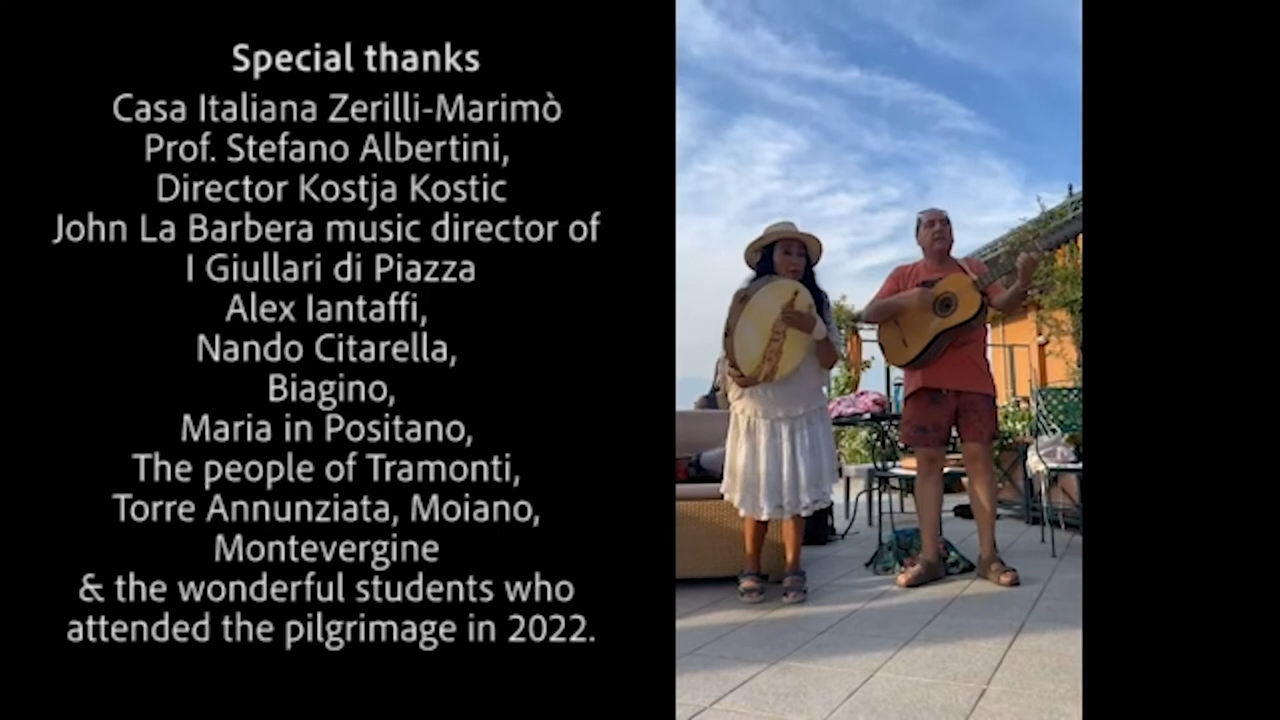 Special thanks
Casa Italiana Zerilli-Marimò
Prof. Stefano Albertini,
Director Kostja Kostic
John La Barbera music director of
I Giullari di Piazza
Alex Iantaffi,
Nando Citarella,
Biagino,
Maria in Positano,
The people of Tramonti,
Torre Annunziata, Moiano,
Montevergine
& the wonderful students who
attended the pilgrimage in 2022.